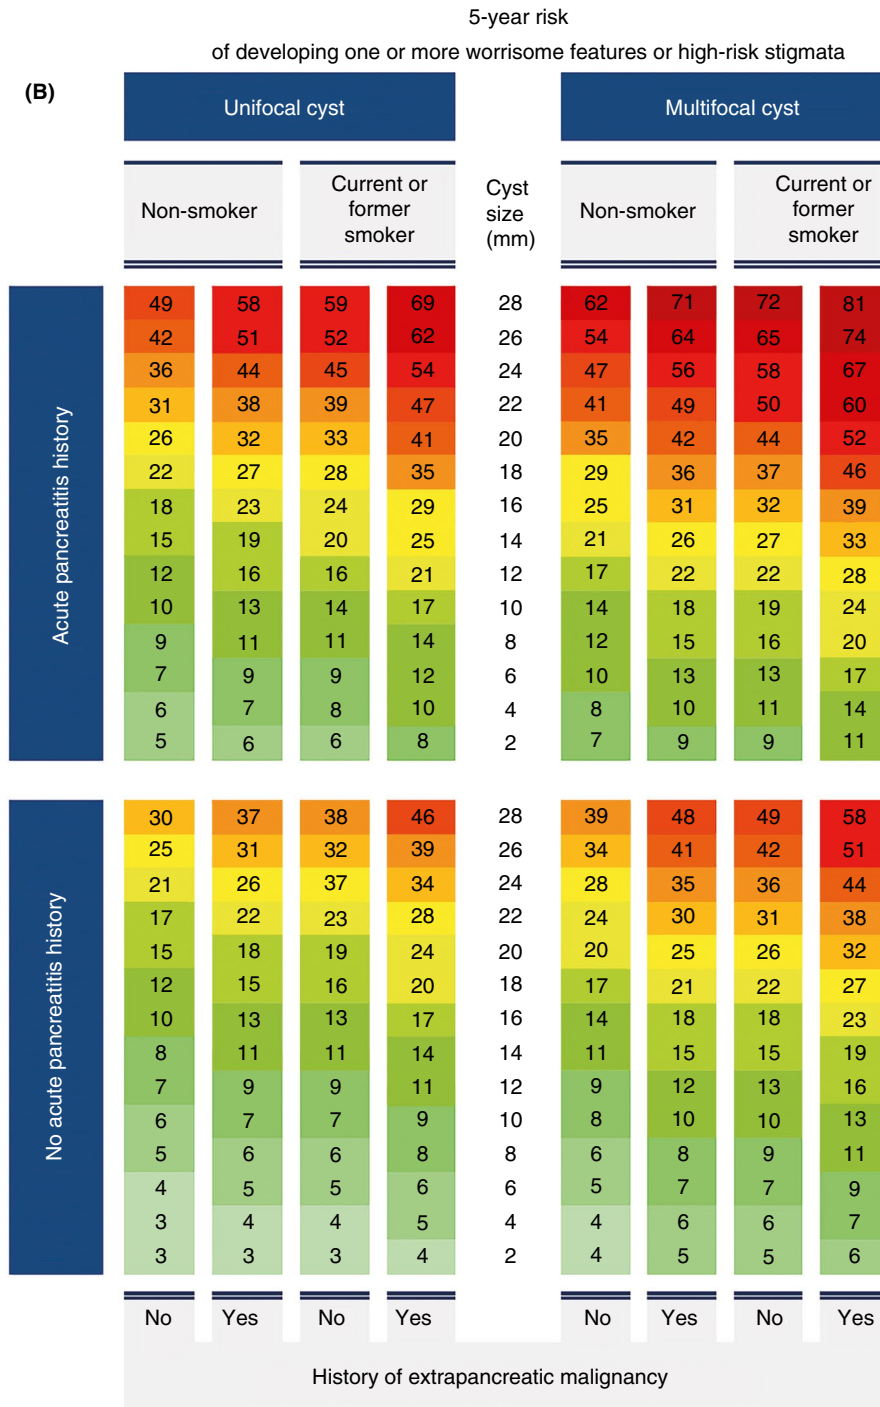 5-year risk
of developing one or more worrisome features or high-risk stigmata
(B)
Unifocal cyst
Multifocal cyst
Non-smoker
Current or
former
smoker
Cyst
size
(mm)
Non-smoker
Current or
former
smoker
Acute pancreatitis history
49 58 59 69 28 62 71 72 81
42 51 52 62 26 54 64 65 74
36 44 45 54 24 47 56 58 67
31 38 39 47 22 41 49 50 60
26 32 33 41 20 35 42 44 52
22 27 28 35 18 29 36 37 46
18 23 24 29 16 25 31 32 39
15 19 20 25 14 21 26 27 33
12 16 16 21 12 17 22 22 28
10 13 14 17 10 14 18 19 24
9 11 11 14 8 12 15 16 20
7 9 9 12 6 10 13 13 17
6 7 8 10 4 8 10 11 14
5 6 6 8 2 7 9 9 11
No acute pancreatitis history
30 37 38 46 28 39 48 49 58
25 31 32 39 26 34 41 42 51
21 26 37 34 24 28 35 36 44
17 22 23 28 22 24 30 31 38
15 18 19 24 20 20 25 26 32
12 15 16 20 18 17 21 22 27
10 13 13 17 16 14 18 18 23
8 11 11 14 14 11 15 15 19
7 9 9 11 12 9 12 13 16
6 7 7 9 10 8 10 10 13
5 6 6 8 8 6 8 9 11
4 5 5 6 6 5 7 7 9
3 4 4 5 4 4 6 6 7
3 3 3 4 2 4 5 5 6
No Yes No Yes No Yes No Yes
History of extrapancreatic malignancy